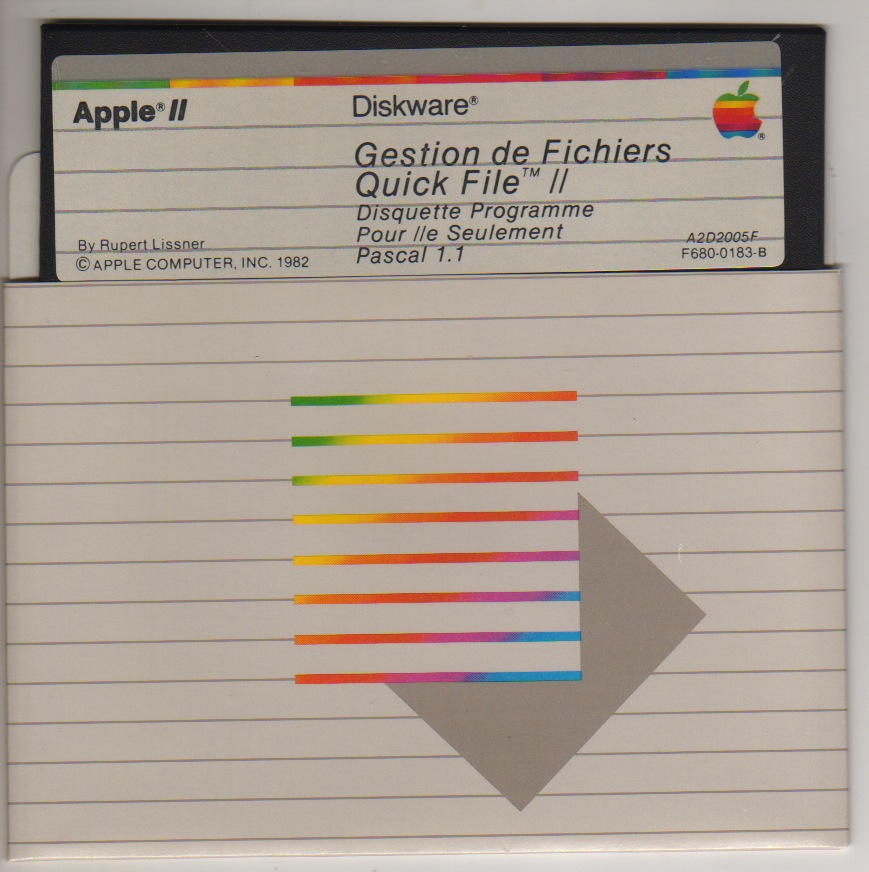 Apple® II
Diskware®
®
Gestion de Fichiers
Quick File™ //
Disquette Programme
Pour //e Seulement
Pascal 1.1
By Rupert Lissner
© APPLE COMPUTER, INC. 1982
A2D2005F
F680-0183-B